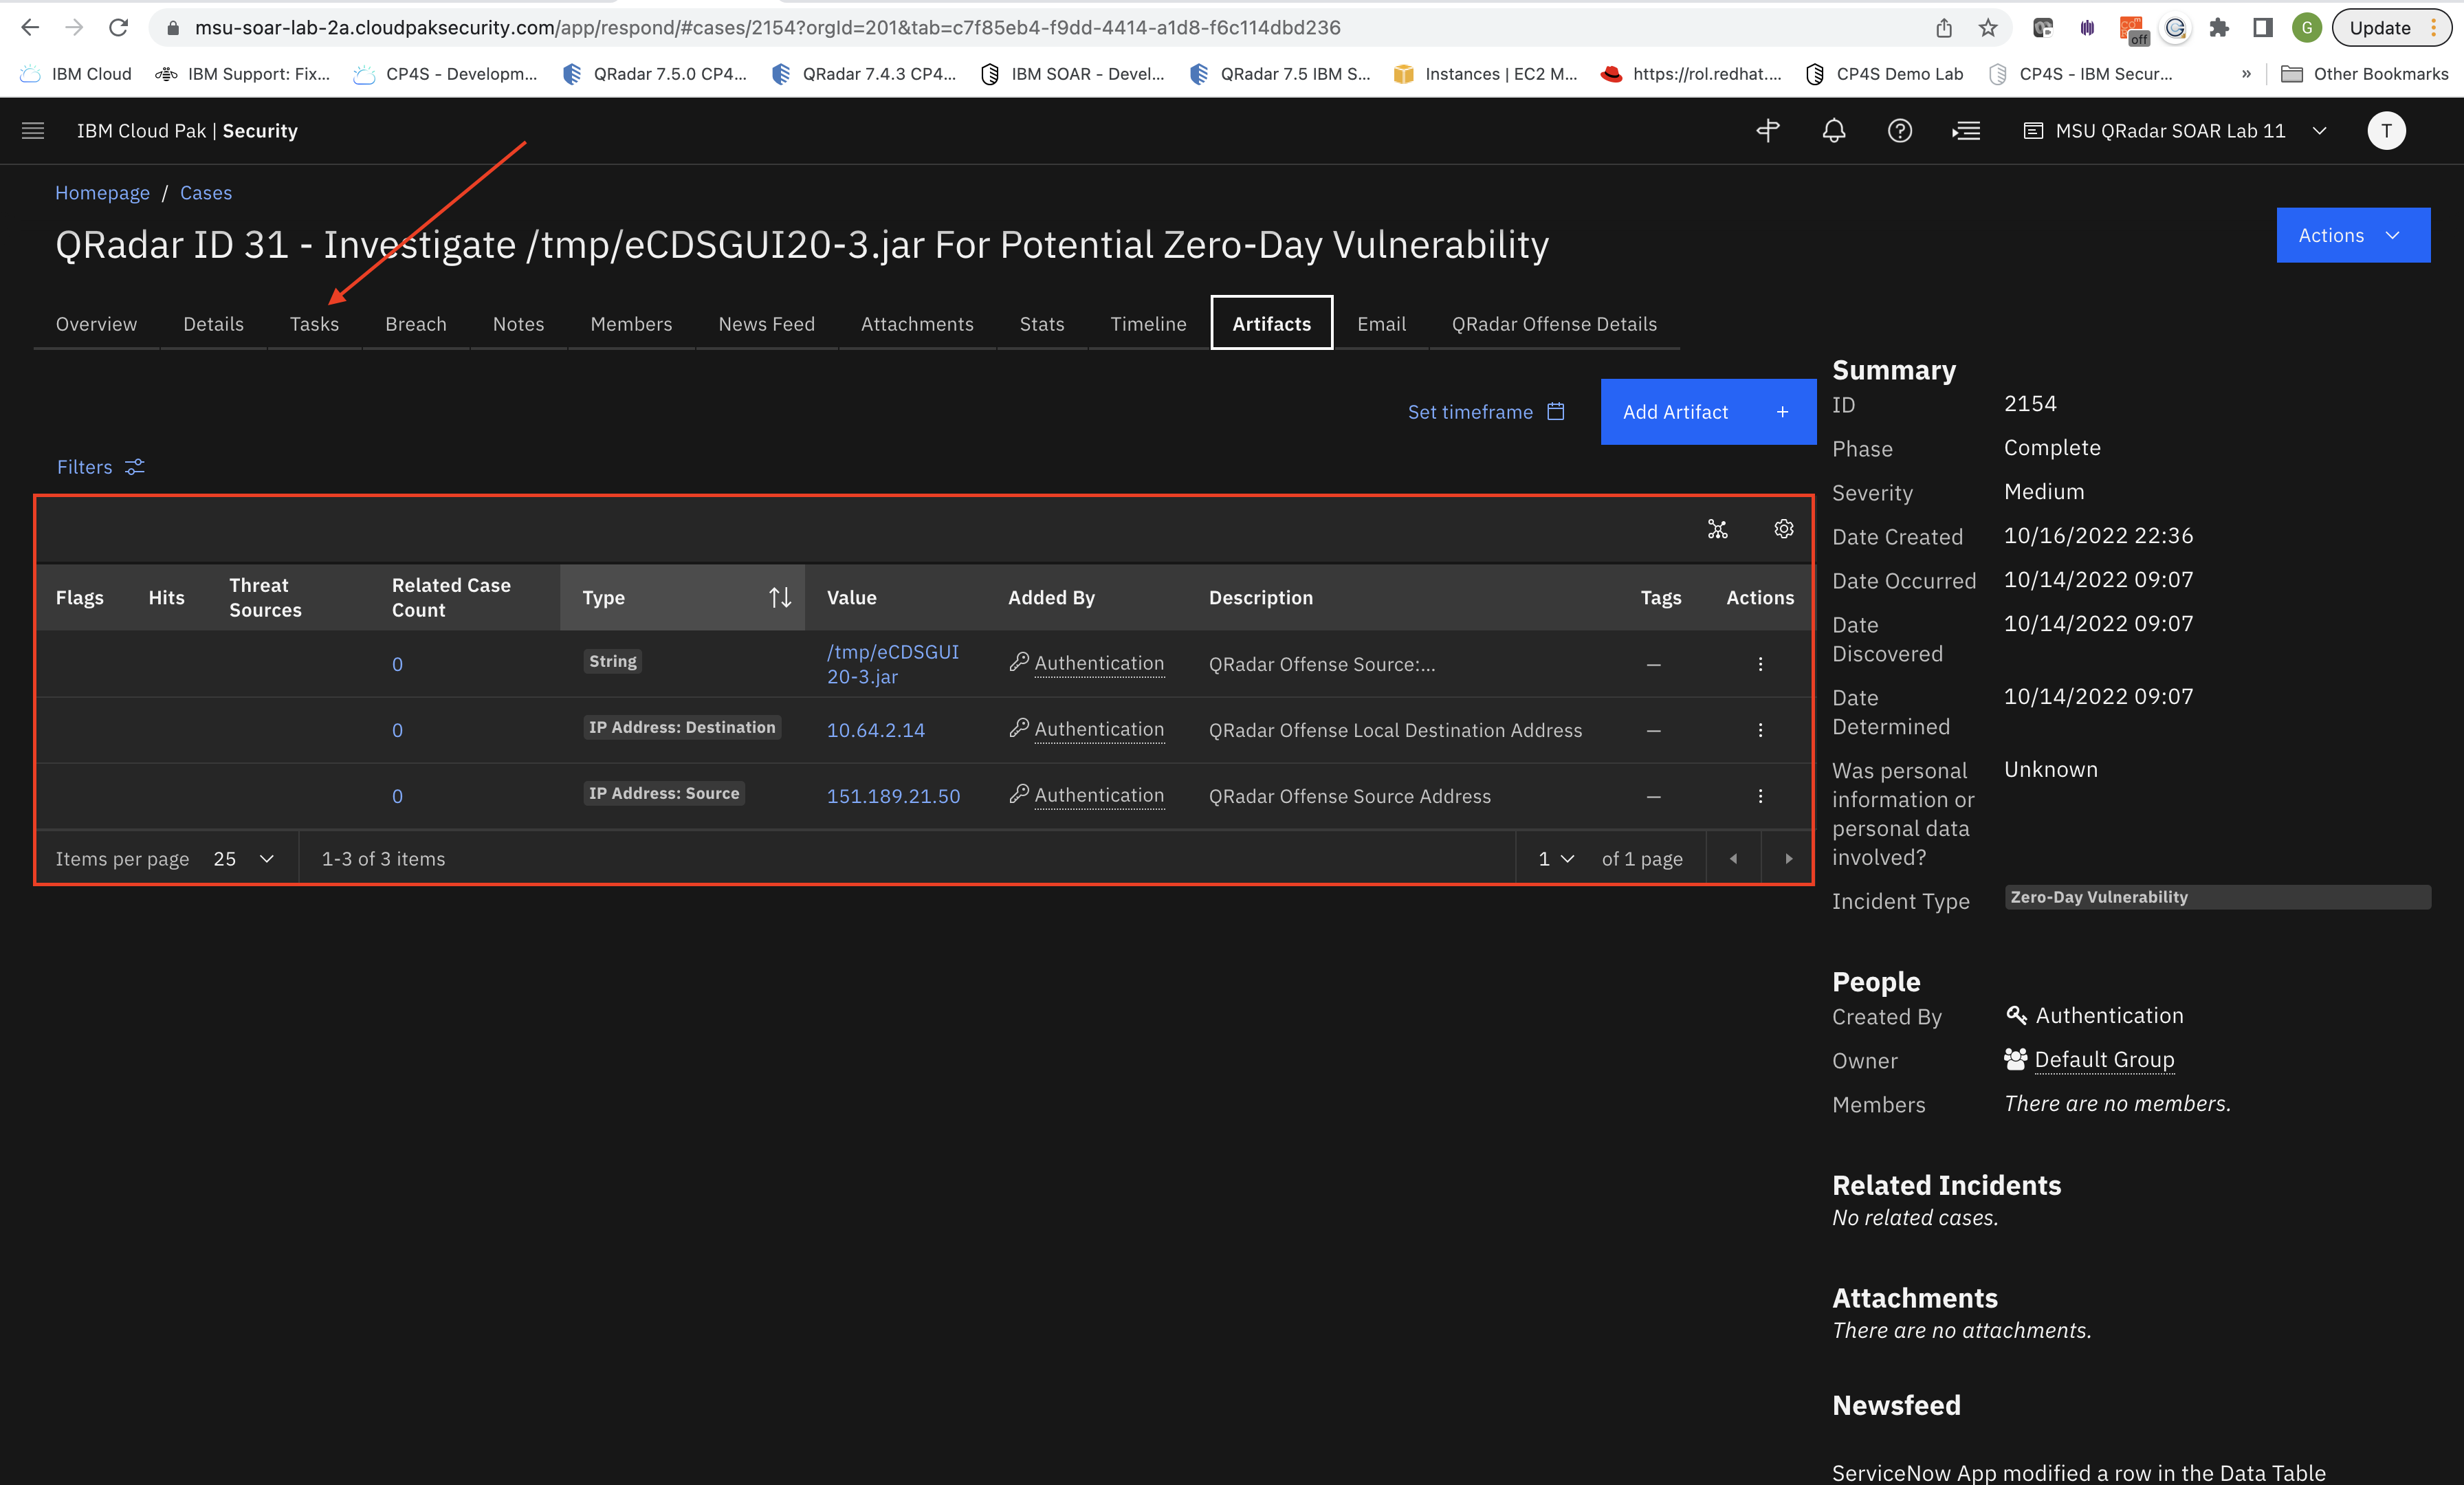 msu-soar-lab-2a.cloudpaksecurity.com/app/respond/#cases/2154?orgId=201&tab=c7f85eb4-f9dd-4414-a1d8-f6c114dbd236
off
G
Update
IBM Cloud
IBM Support: Fix...
CP4S - Developm...
QRadar 7.5.0 CP4...
QRadar 7.4.3 CP4...
IBM SOAR - Devel...
QRadar 7.5 IBM S...
Instances | EC2 M...
https://rol.redhat....
CP4S Demo Lab
CP4S - IBM Secur...
»
Other Bookmarks
IBM Cloud Pak | Security
MSU QRadar SOAR Lab 11
T
Homepage / Cases
QRadar ID 31 - Investigate /tmp/eCDSGUI20-3.jar For Potential Zero-Day Vulnerability
Actions
Overview Details Tasks Breach Notes Members News Feed Attachments Stats Timeline Artifacts Email QRadar Offense Details
Set timeframe
Add Artifact +
Filters
Flags Hits Threat Sources Related Case Count Type Value Added By Description Tags Actions
0 String /tmp/eCDSGUI20-3.jar Authentication QRadar Offense Source:... —
0 IP Address: Destination 10.64.2.14 Authentication QRadar Offense Local Destination Address —
0 IP Address: Source 151.189.21.50 Authentication QRadar Offense Source Address —
Items per page 25 1-3 of 3 items 1 of 1 page
Summary
ID 2154
Phase Complete
Severity Medium
Date Created 10/16/2022 22:36
Date Occurred 10/14/2022 09:07
Date Discovered 10/14/2022 09:07
Date Determined 10/14/2022 09:07
Was personal information or personal data involved? Unknown
Incident Type Zero-Day Vulnerability
People
Created By Authentication
Owner Default Group
Members There are no members.
Related Incidents
No related cases.
Attachments
There are no attachments.
Newsfeed
ServiceNow App modified a row in the Data Table